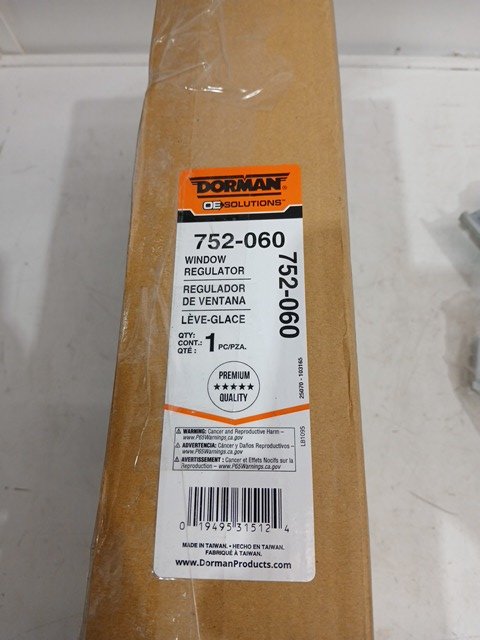 DORMAN®
OE SOLUTIONS™
752-060
WINDOW
REGULATOR
REGULADOR
DE VENTANA
LÈVE-GLACE
QTY:
CONT.: 1 PC/PZA.
QTÉ :
752-060
25070 - 103165
LB1095
PREMIUM
★★★★★
QUALITY
⚠ WARNING: Cancer and Reproductive Harm –
www.P65Warnings.ca.gov
⚠ ADVERTENCIA: Cáncer y Daños Reproductivos –
www.P65Warnings.ca.gov
⚠ AVERTISSEMENT : Cancer et Effets Nocifs sur la
Reproduction – www.P65Warnings.ca.gov
0 19495 31512 4
MADE IN TAIWAN. • HECHO EN TAIWÁN.
FABRIQUÉ À TAIWAN.
www.DormanProducts.com